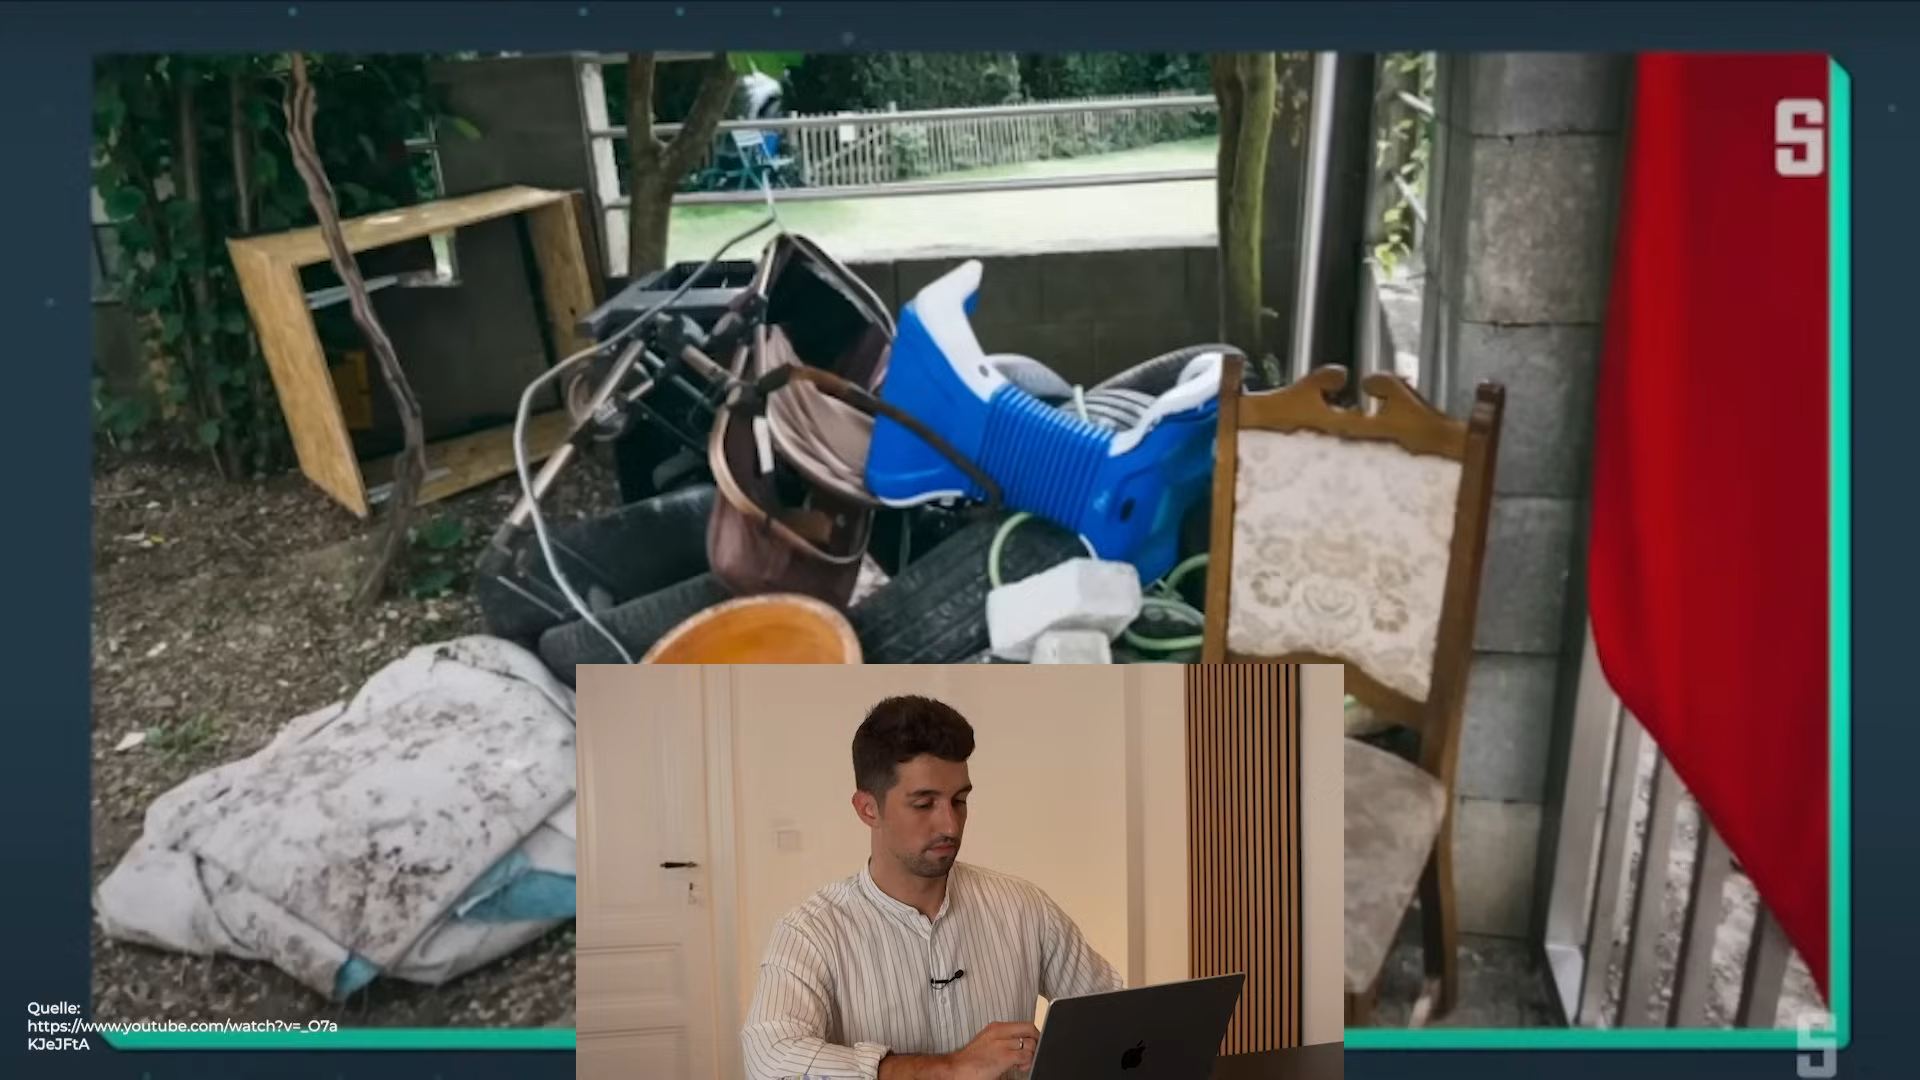 S
Quelle:
https://www.youtube.com/watch?v=_O7a
KJeJFtA
S